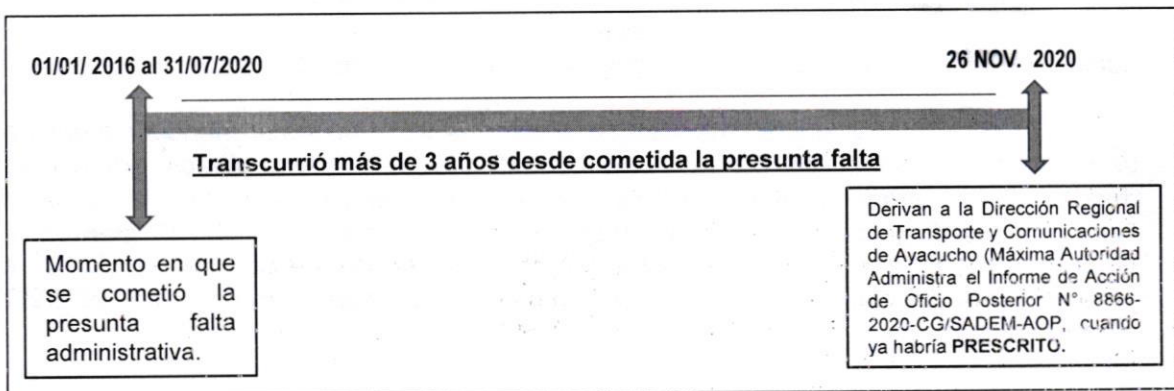 01/01/ 2016 al 31/07/2020
26 NOV. 2020
Transcurrió más de 3 años desde cometida la presunta falta
Momento en que
se cometió la
presunta falta
administrativa.
Derivan a la Dirección Regional
de Transporte y Comunicaciones
de Ayacucho (Máxima Autoridad
Administra el Informe de Acción
de Oficio Posterior N° 8866-
2020-CG/SADEM-AOP, cuando
ya habría PRESCRITO.